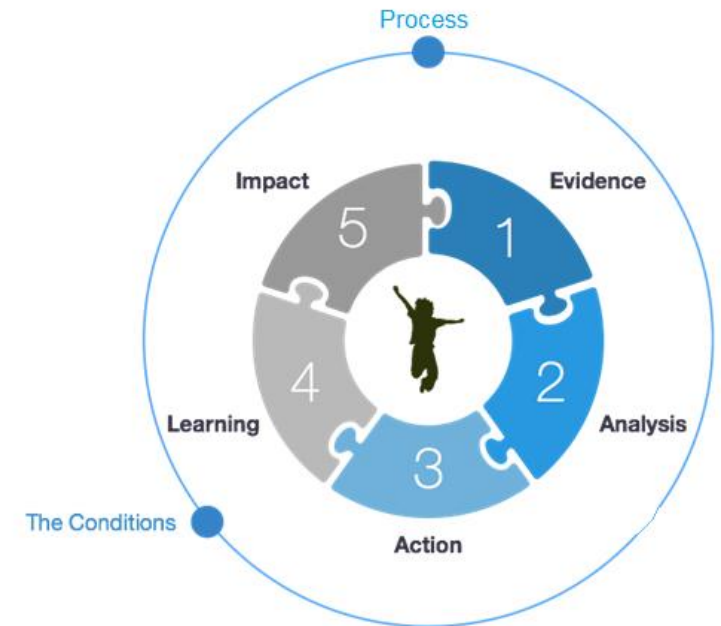 Process
Impact
Evidence
5
1
4
2
Learning
3
Analysis
The Conditions
Action